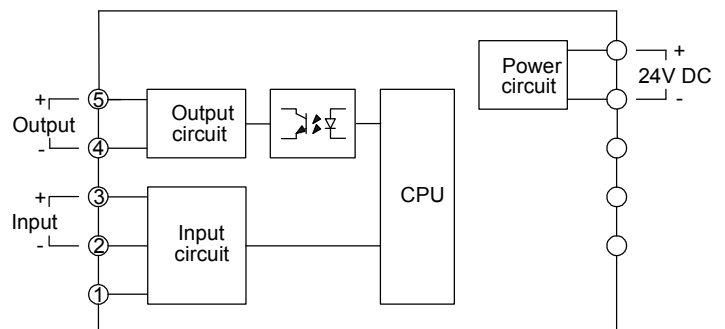 Power
circuit
+
24V DC
-
+
Output
-
5
4
Output
circuit
CPU
+
Input
-
3
2
1
Input
circuit